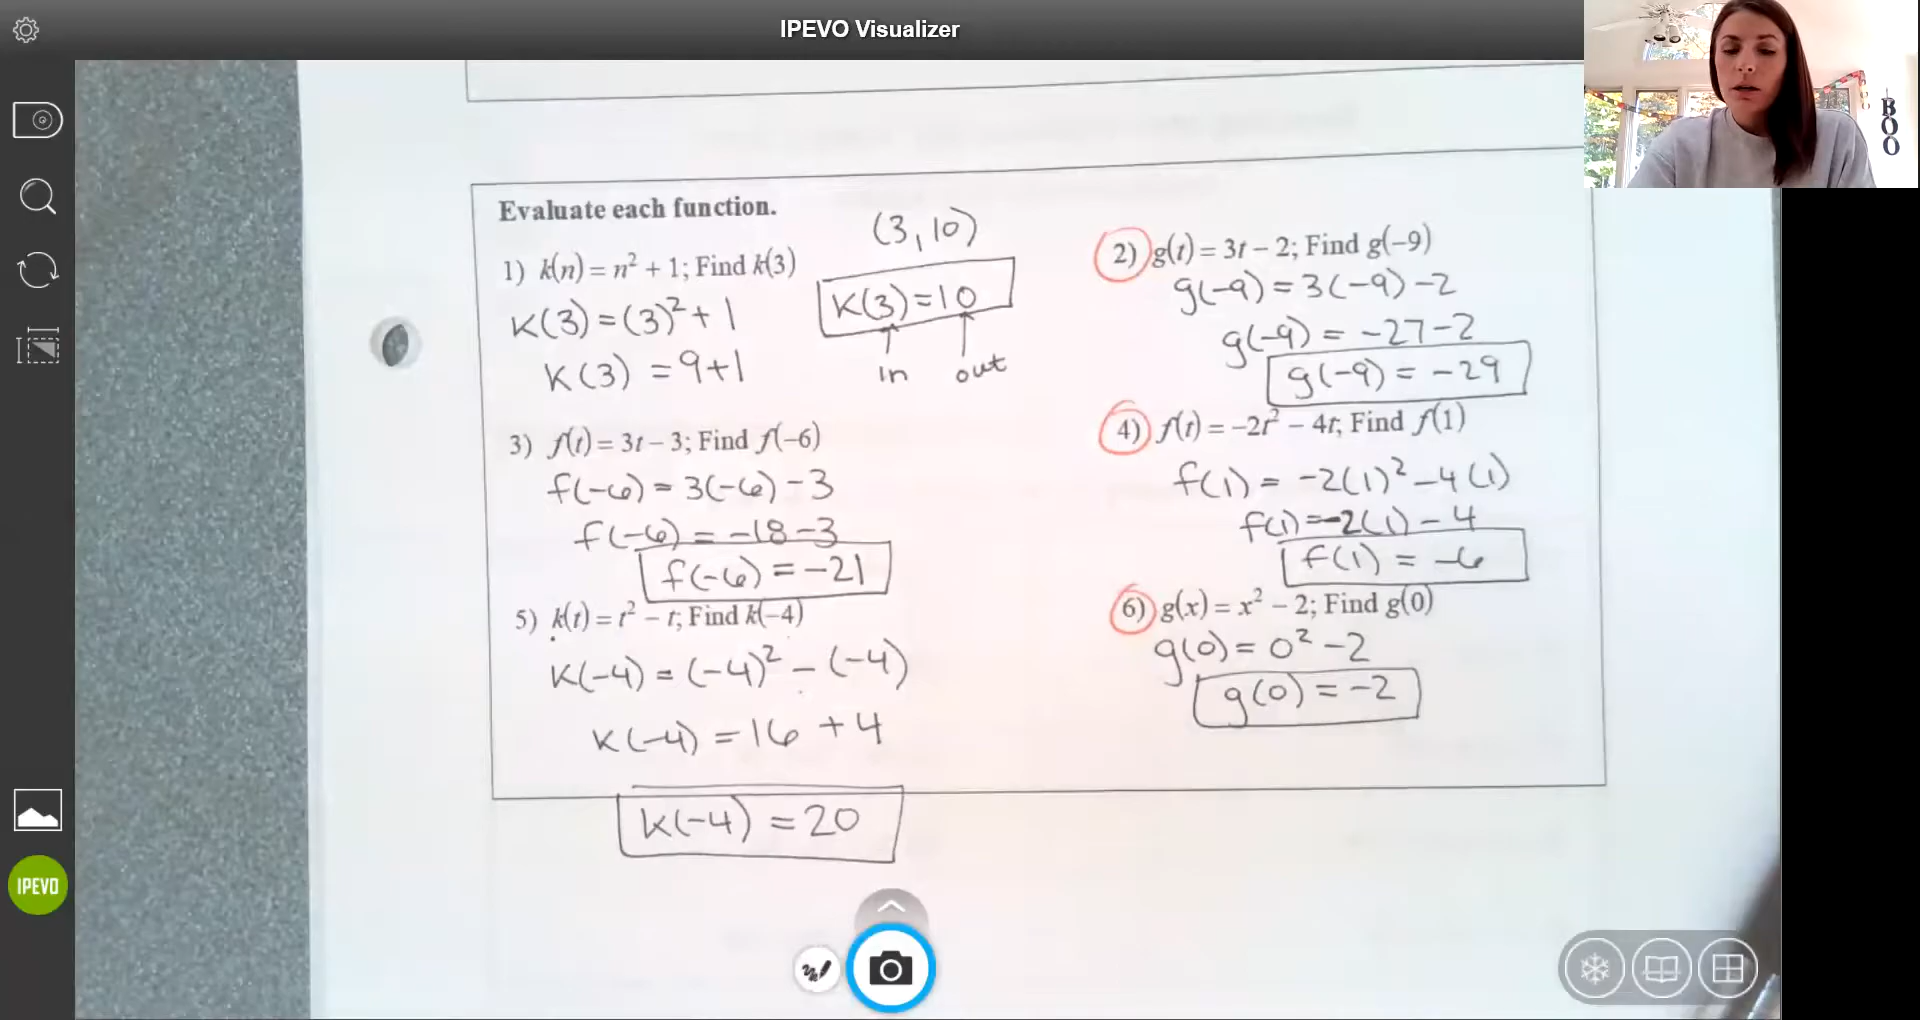 IPEVO Visualizer
BOO
Evaluate each function.
(3,10)
1) k(n) = n² + 1; Find k(3)
K(3)=(3)²+1
K(3) =9+1
K(3)=10
in out
2) g(t) = 3t − 2; Find g(−9)
g(-9)=3(-9)-2
g(-9) = -27-2
g(-9) = -29
3) f(t) = 3t − 3; Find f(−6)
f(-6) = 3(-6)-3
f(-6) = -18-3
f(-6) = -21
4) f(t) = −2t² − 4t; Find f(1)
f(1) = -2(1)²-4(1)
f(1)=-2(1)-4
f(1) = -6
5) k(t) = t² − t; Find k(−4)
K(-4) = (-4)² - (-4)
K(-4) =16 +4
K(-4) =20
6) g(x) = x² − 2; Find g(0)
g(0)= 0²-2
g(0) = -2
IPEVO